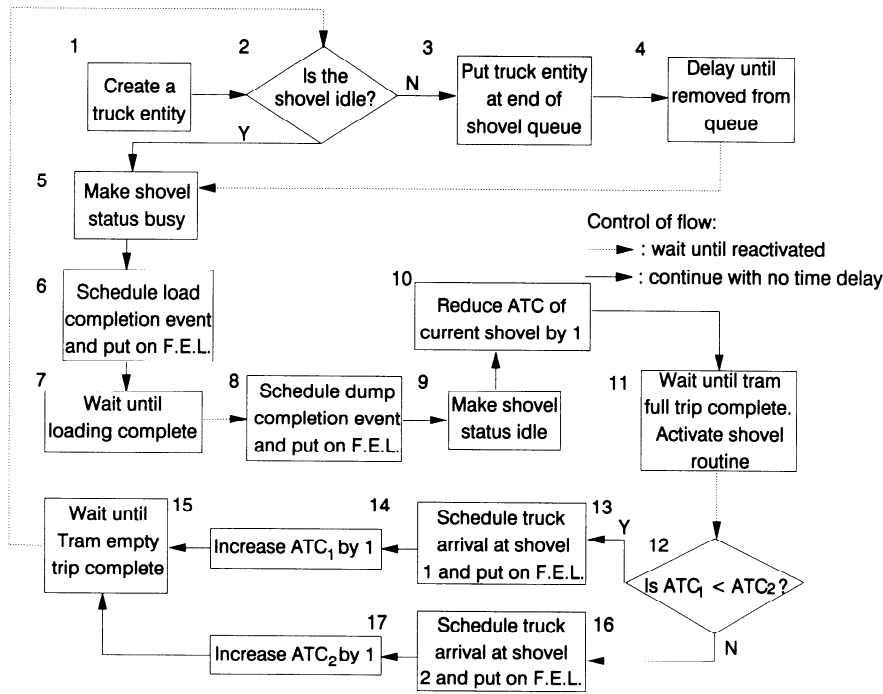 1
Create a
truck entity
2
Is the
shovel idle?
N
Y
3
Put truck entity
at end of
shovel queue
4
Delay until
removed from
queue
5
Make shovel
status busy
Control of flow:
: wait until reactivated
: continue with no time delay
6
Schedule load
completion event
and put on F.E.L.
7
Wait until
loading complete
8
Schedule dump
completion event
and put on F.E.L.
9
Make shovel
status idle
10
Reduce ATC of
current shovel by 1
11
Wait until tram
full trip complete.
Activate shovel
routine
12
Is ATC1 < ATC2?
Y
N
13
Schedule truck
arrival at shovel
1 and put on F.E.L.
14
Increase ATC1 by 1
15
Wait until
Tram empty
trip complete
16
Schedule truck
arrival at shovel
2 and put on F.E.L.
17
Increase ATC2 by 1